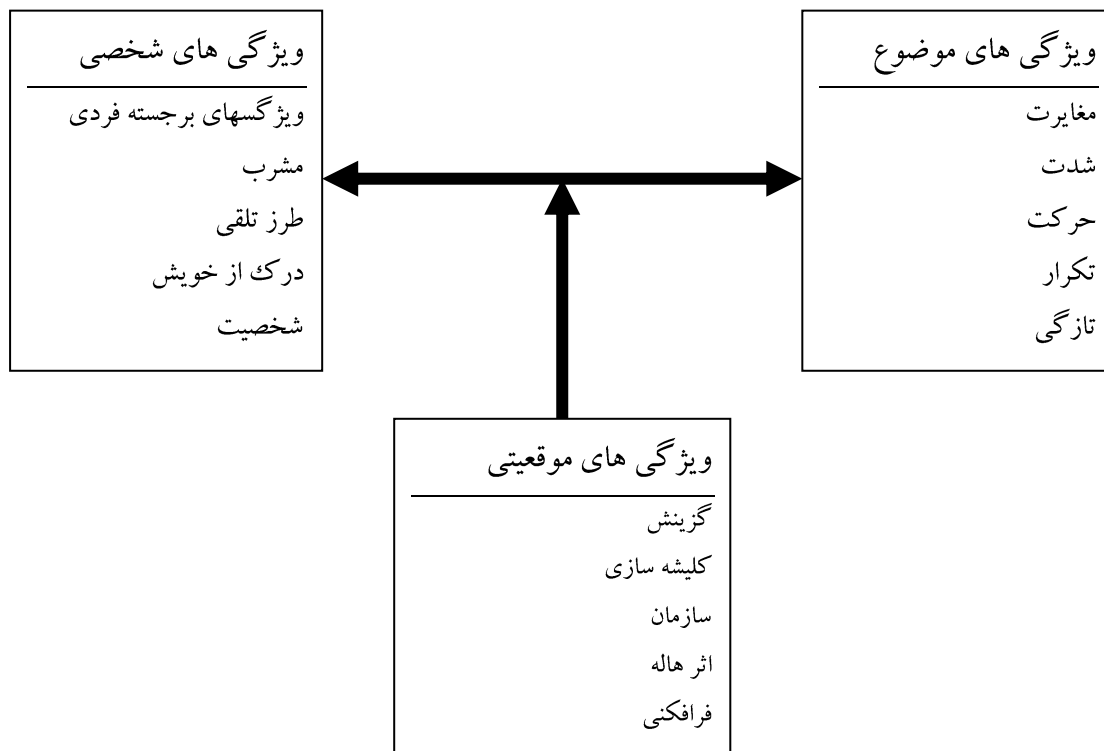 ویژگی های موضوع
مغایرت
شدت
حرکت
تکرار
تازگی
ویژگی های شخصی
ویژگسهای برجسته فردی
مشرب
طرز تلقی
درک از خویش
شخصیت
ویژگی های موقعیتی
گزینش
کلیشه سازی
سازمان
اثر هاله
فرافکنی